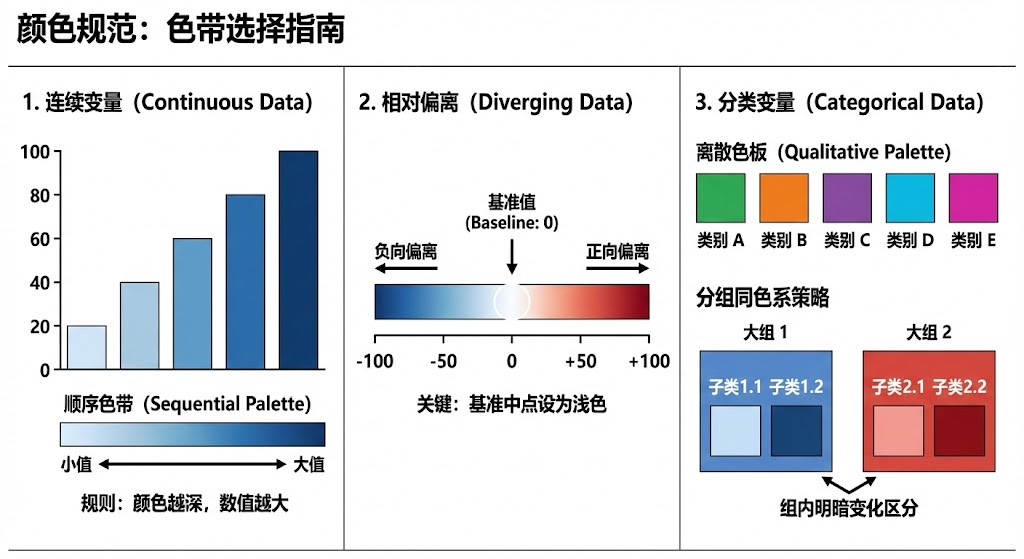 颜色规范：色带选择指南
1. 连续变量（Continuous Data）
100
80
60
40
20
0
顺序色带（Sequential Palette）
小值
大值
规则：颜色越深，数值越大
2. 相对偏离（Diverging Data）
基准值
(Baseline: 0)
负向偏离
正向偏离
-100
-50
0
+50
+100
关键：基准中点设为浅色
3. 分类变量（Categorical Data）
离散色板（Qualitative Palette）
类别 A
类别 B
类别 C
类别 D
类别 E
分组同色系策略
大组 1
大组 2
子类1.1 子类1.2
子类2.1 子类2.2
组内明暗变化区分